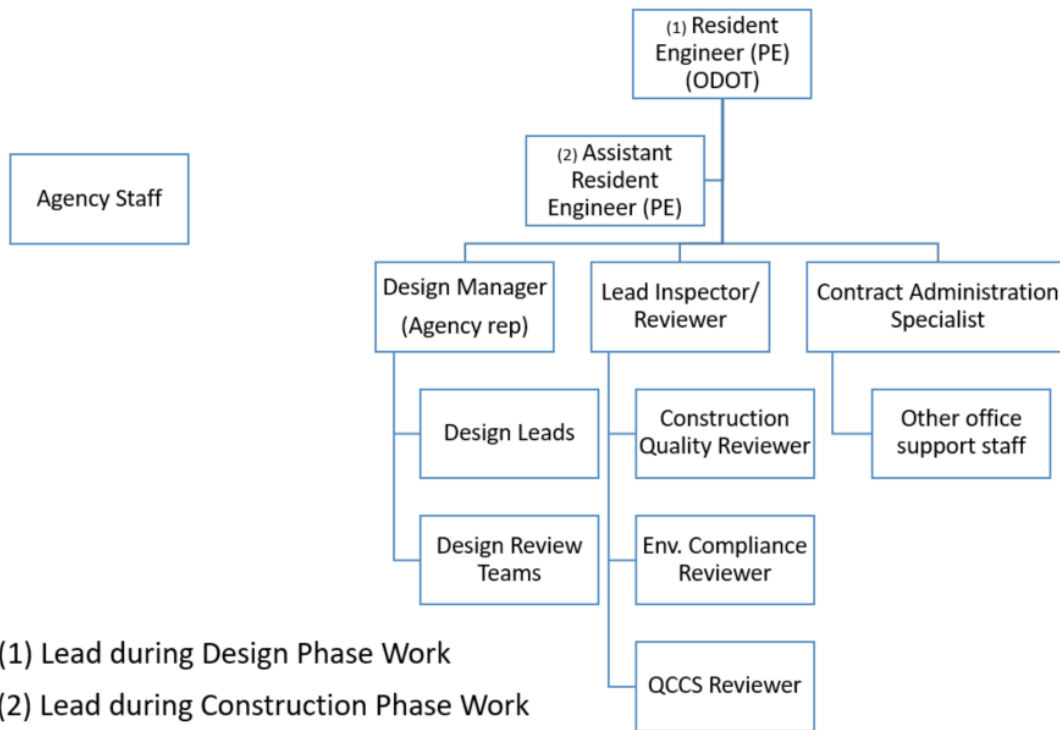 (1) Resident
Engineer (PE)
(ODOT)
(2) Assistant
Resident
Engineer (PE)
Agency Staff
Design Manager
(Agency rep)
Lead Inspector/
Reviewer
Contract Administration
Specialist
Design Leads
Construction
Quality Reviewer
Other office
support staff
Design Review
Teams
Env. Compliance
Reviewer
QCCS Reviewer
(1) Lead during Design Phase Work
(2) Lead during Construction Phase Work